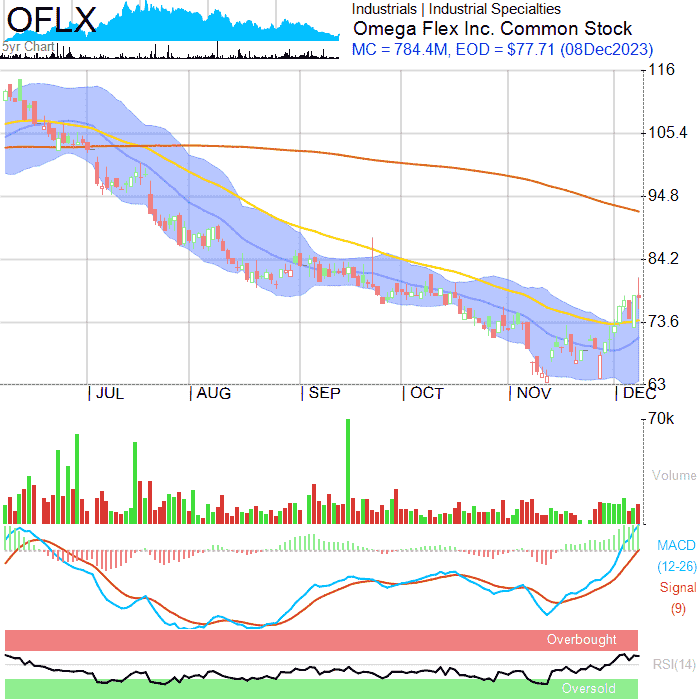 OFLX
5yr Chart
Industrials | Industrial Specialties
Omega Flex Inc. Common Stock
MC = 784.4M, EOD = $77.71 (08Dec2023)
116
105.4
94.8
84.2
73.6
63
JUL
AUG
SEP
OCT
NOV
DEC
70k
Volume
MACD
(12-26)
Signal
(9)
Overbought
RSI(14)
Oversold